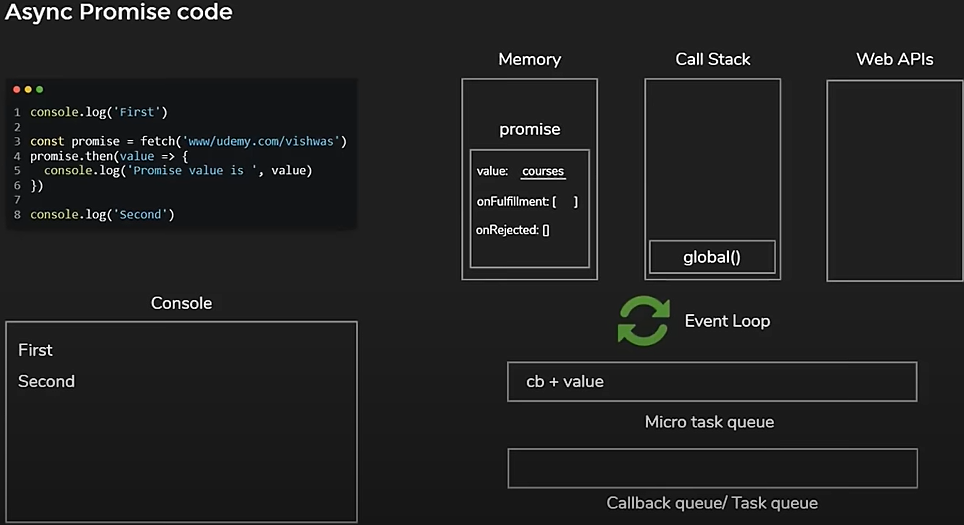 Async Promise code
1 console.log('First')
2
3 const promise = fetch('www/udemy.com/vishwas')
4 promise.then(value => {
5   console.log('Promise value is ', value)
6 })
7
8 console.log('Second')
Memory
promise
value: courses
onFulfillment: [ ]
onRejected: []
Call Stack
global()
Web APIs
Console
First
Second
Event Loop
cb + value
Micro task queue
Callback queue/ Task queue